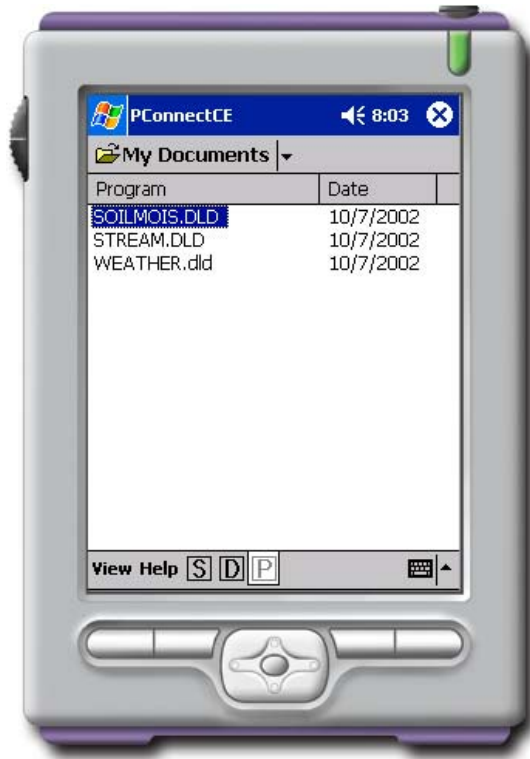 PConnectCE 8:03
My Documents
Program Date
SOILMOIS.DLD 10/7/2002
STREAM.DLD 10/7/2002
WEATHER.dld 10/7/2002
View Help S D P